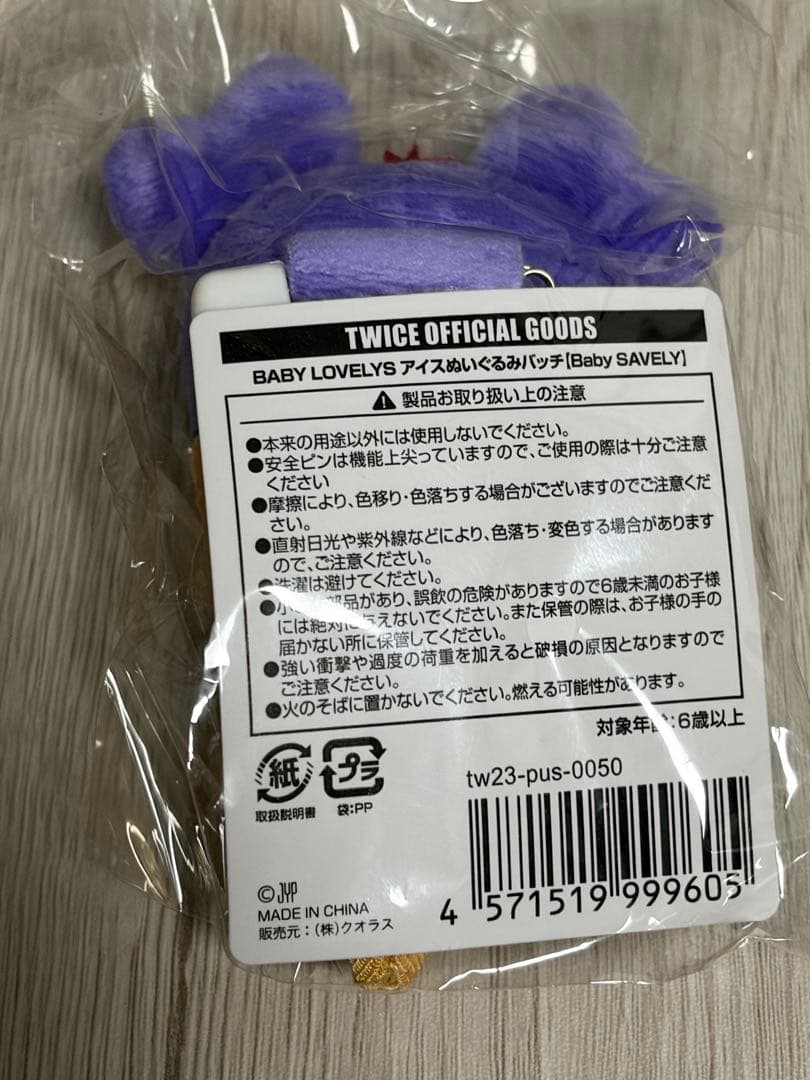 TWICE OFFICIAL GOODS
BABY LOVELYS アイスぬいぐるみバッチ【Baby SAVELY】
製品お取り扱い上の注意
●本来の用途以外には使用しないでください。
●安全ピンは機能上尖っていますので、ご使用の際は十分ご注意
ください
●摩擦により、色移り・色落ちする場合がございますのでご注意くだ
さい。
●直射日光や紫外線などにより、色落ち・変色する場合があります
ので、ご注意ください。
●洗濯は避けてください。
●小 部品があり、誤飲の危険がありますので6歳未満のお子様
には絶対に与えないでください。また保管の際は、お子様の手の
届かない所に保管してください。
●強い衝撃や過度の荷重を加えると破損の原因となりますので
ご注意ください。
●火のそばに置かないでください。燃える可能性があります。
対象年齢:6歳以上
紙 プラ
取扱説明書 袋:PP
tw23-pus-0050
4 571519 999605
©JYP
MADE IN CHINA
販売元:(株)クオラス